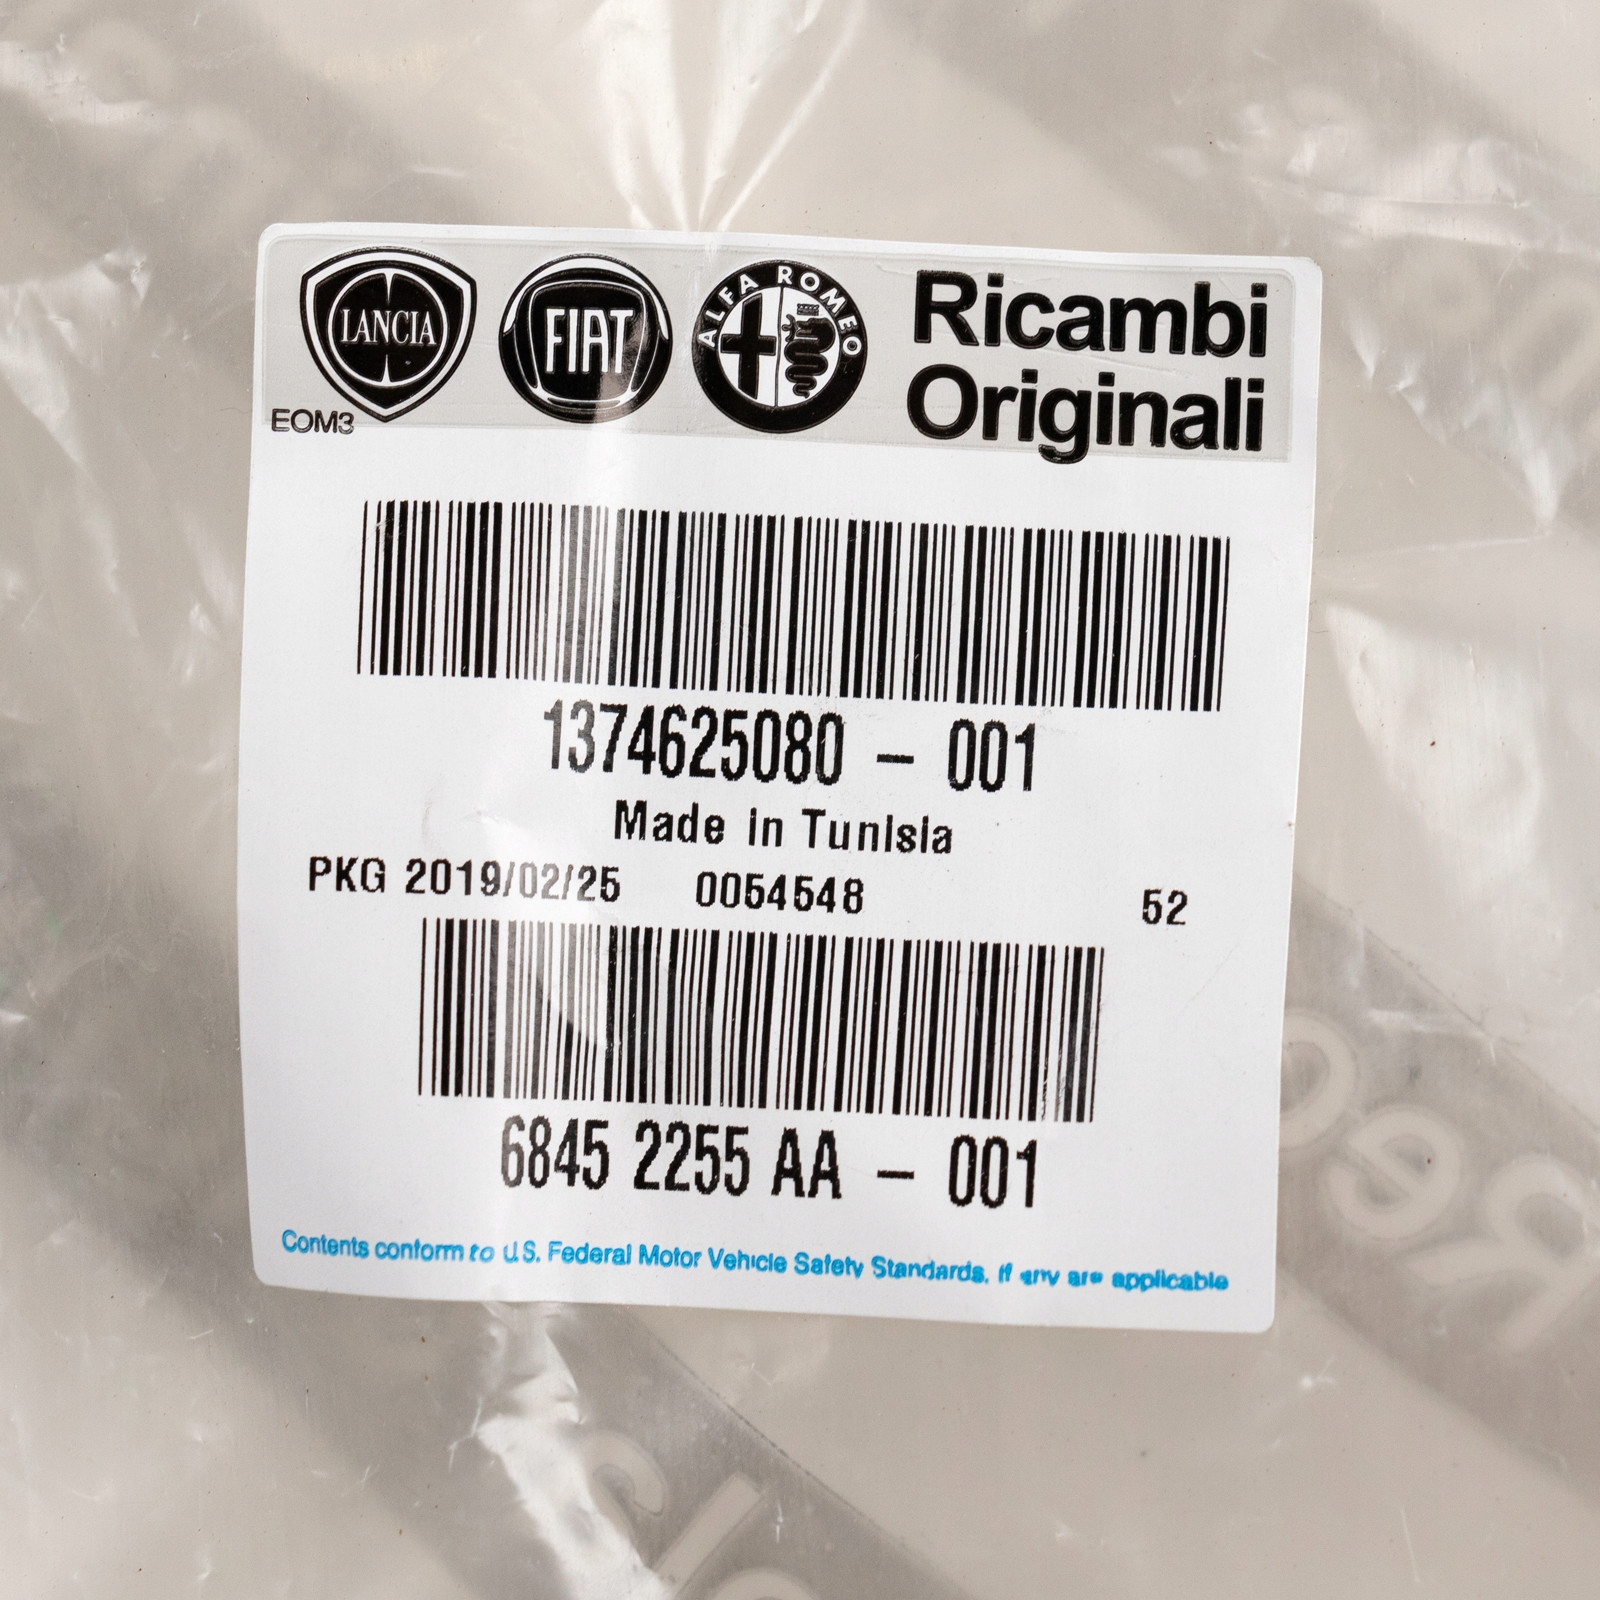 LANCIA
FIAT
ALFA ROMEO
Ricambi
Originali
EOM3
1374625080 - 001
Made in Tunisia
PKG 2019/02/25 0054548 52
6845 2255 AA - 001
Contents conform to U.S. Federal Motor Vehicle Safety Standards, if any are applicable